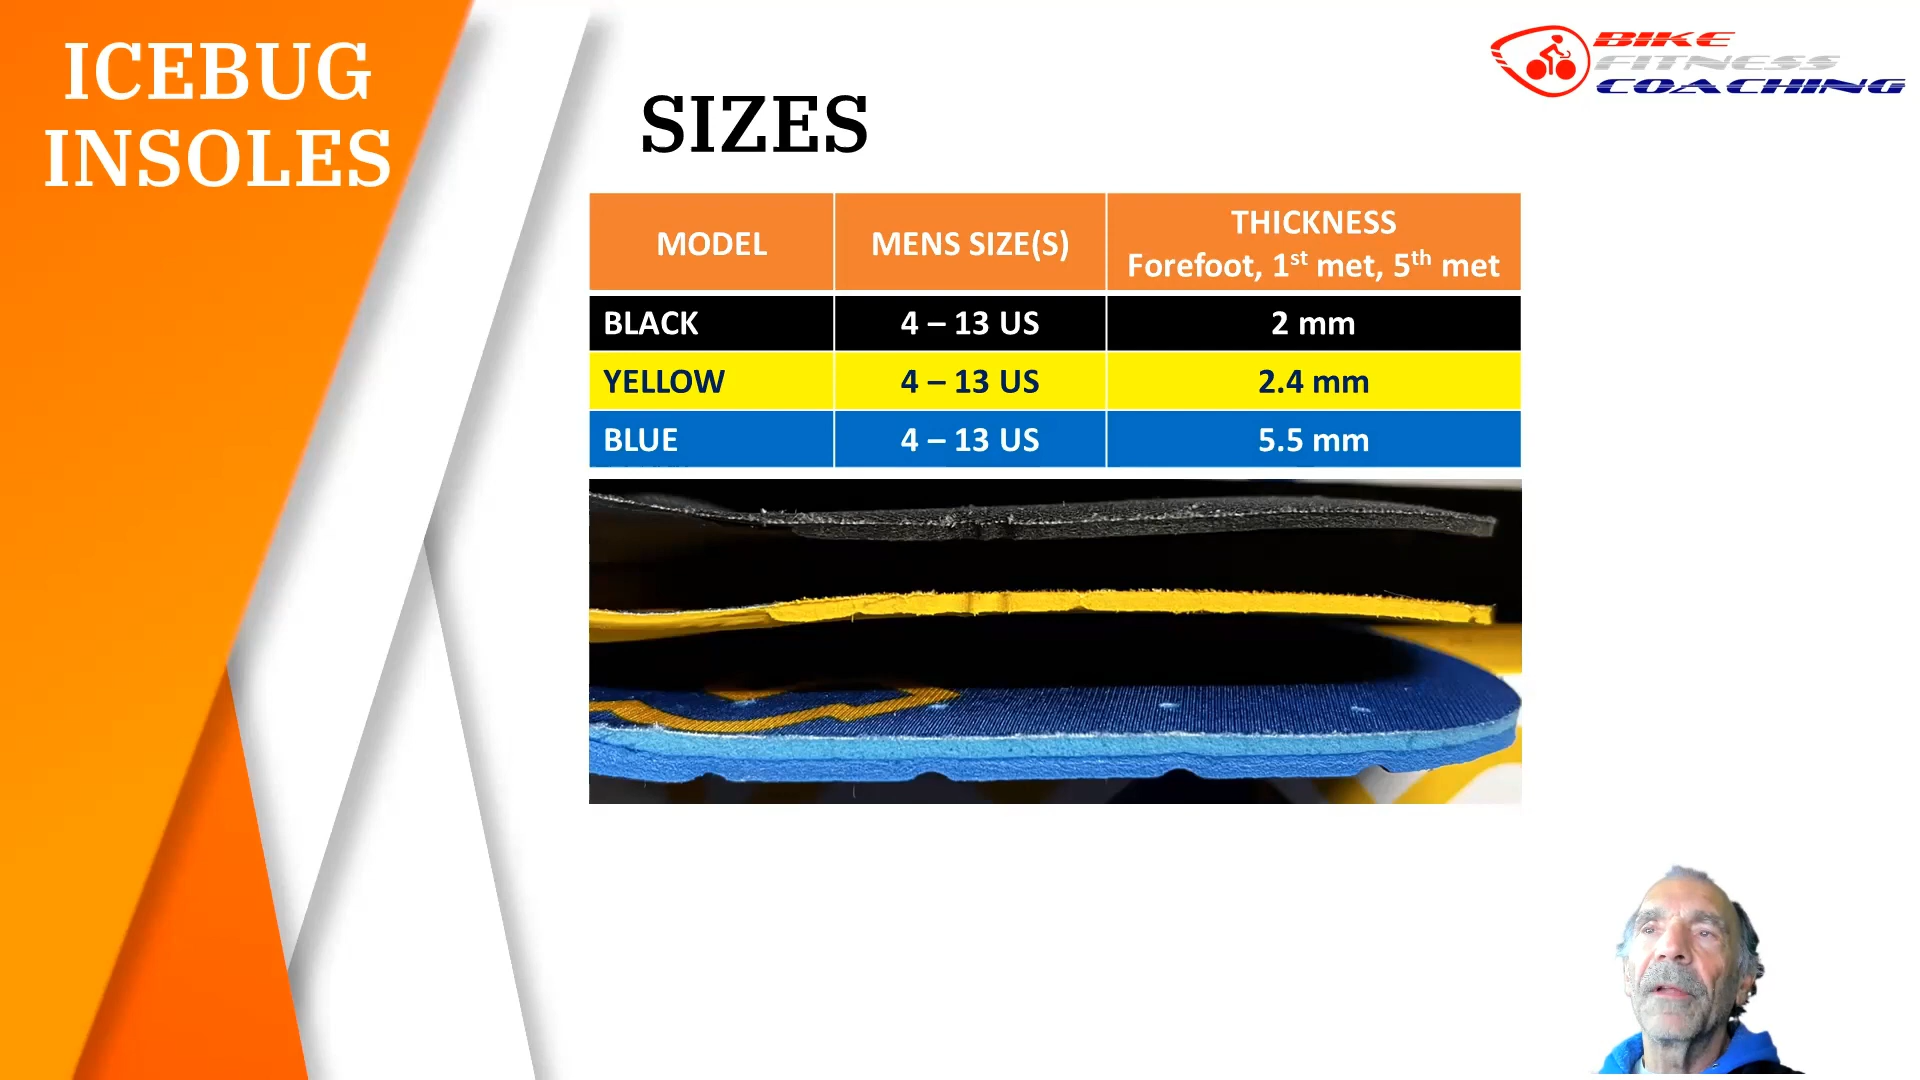 ICEBUG
INSOLES
BIKE
FITNESS
COACHING
SIZES
MODEL
MENS SIZE(S)
THICKNESS
Forefoot, 1st met, 5th met
BLACK
4 – 13 US
2 mm
YELLOW
4 – 13 US
2.4 mm
BLUE
4 – 13 US
5.5 mm